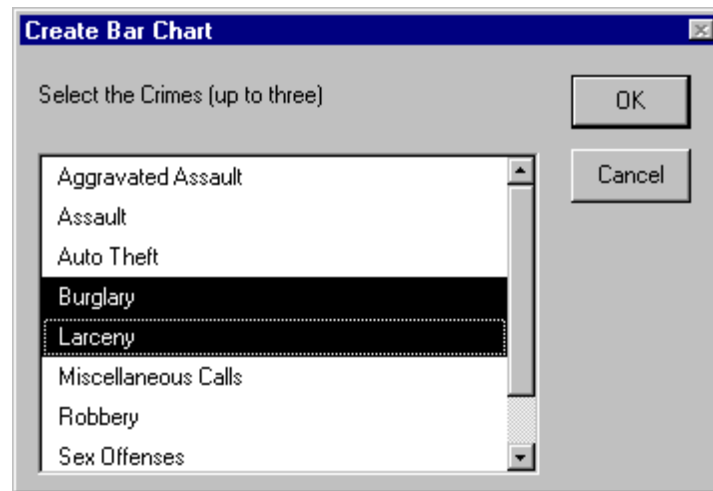 Create Bar Chart
Select the Crimes (up to three)
OK
Cancel
Aggravated Assault
Assault
Auto Theft
Burglary
Larceny
Miscellaneous Calls
Robbery
Sex Offenses